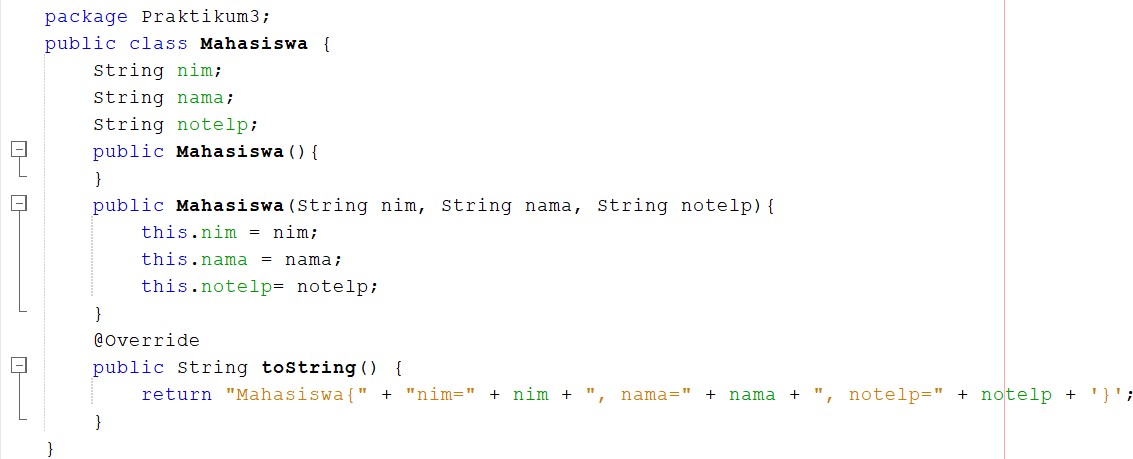 package Praktikum3;
public class Mahasiswa {
    String nim;
    String nama;
    String notelp;
    public Mahasiswa(){
    }
    public Mahasiswa(String nim, String nama, String notelp){
        this.nim = nim;
        this.nama = nama;
        this.notelp= notelp;
    }
    @Override
    public String toString() {
        return "Mahasiswa{" + "nim=" + nim + ", nama=" + nama + ", notelp=" + notelp + '}';
    }
}